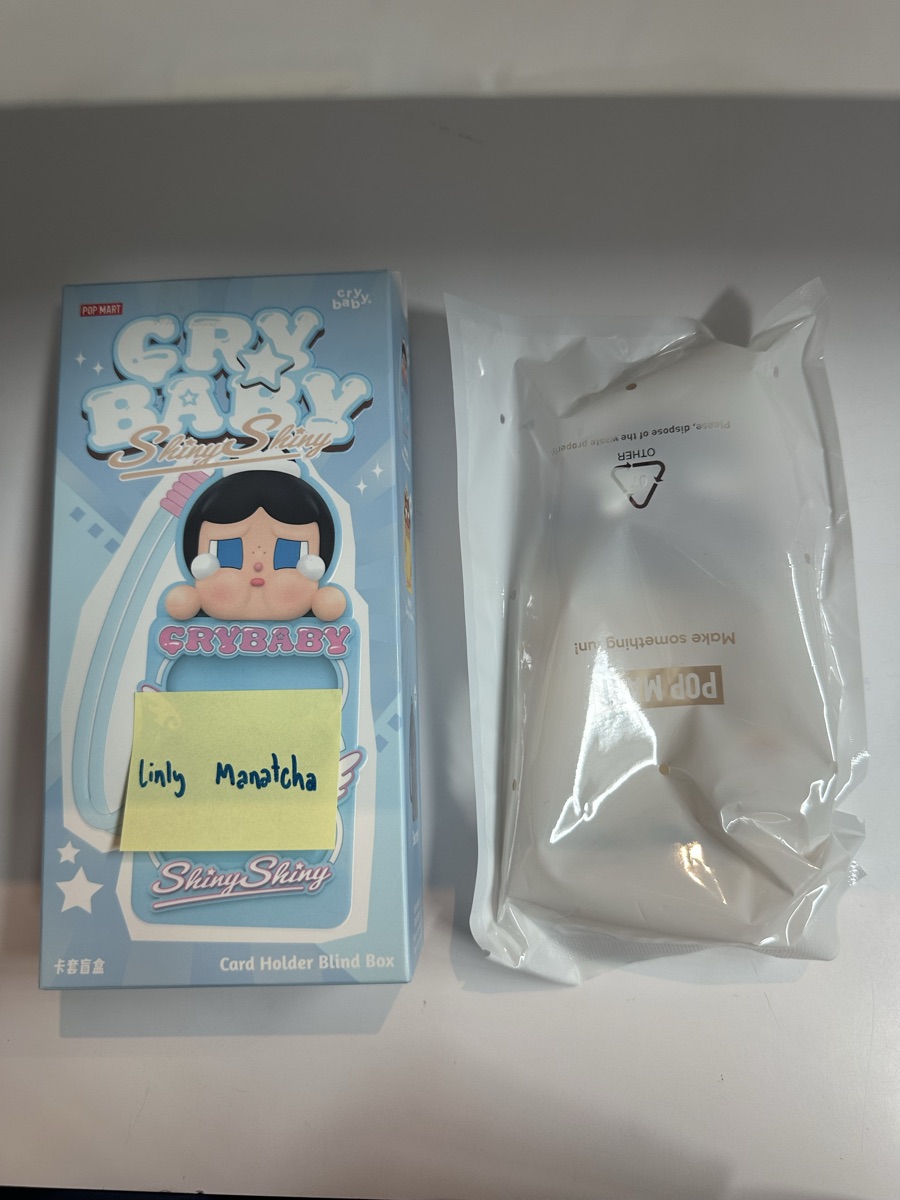 POP MART
cry
baby.
CRY
BABY
Shiny Shiny
CRYBABY
Linly Manatcha
Shiny Shiny
卡套盲盒
Card Holder Blind Box
Please, dispose of the waste properly
OTHER
Make something fun!
POP MART